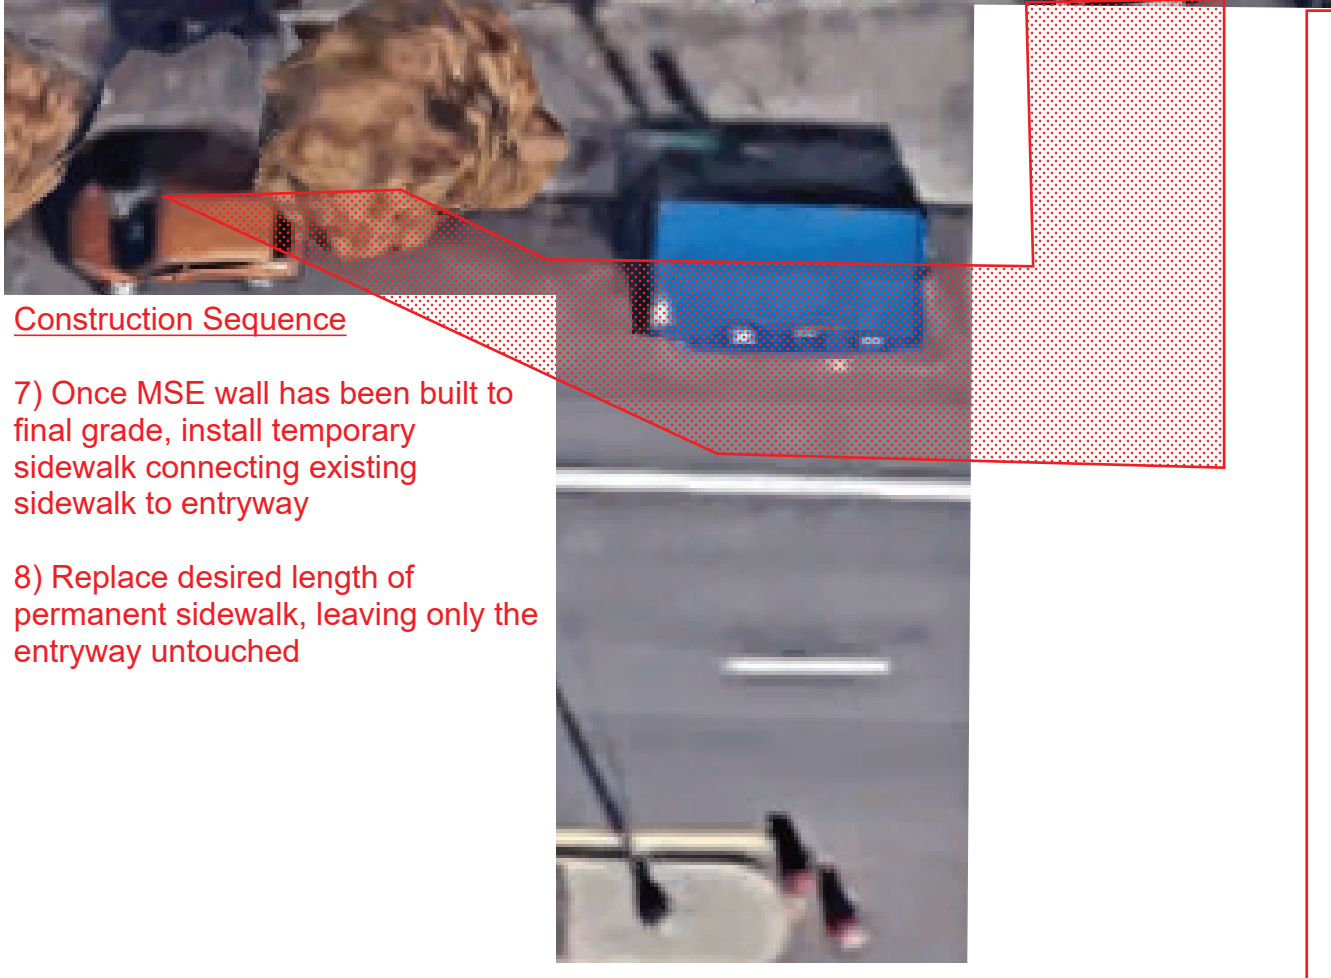 Construction Sequence
7) Once MSE wall has been built to
final grade, install temporary
sidewalk connecting existing
sidewalk to entryway
8) Replace desired length of
permanent sidewalk, leaving only the
entryway untouched